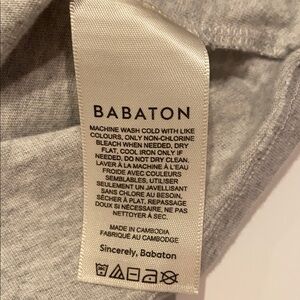 BABATON
MACHINE WASH COLD WITH LIKE
COLOURS, ONLY NON-CHLORINE
BLEACH WHEN NEEDED, DRY
FLAT, COOL IRON ONLY IF
NEEDED, DO NOT DRY CLEAN.
LAVER À LA MACHINE À L'EAU
FROIDE AVEC COULEURS
SEMBLABLES, UTILISER
SEULEMENT UN JAVELLISANT
SANS CHLORE AU BESOIN,
SÉCHER À PLAT, REPASSAGE
DOUX SI NÉCESSAIRE, NE PAS
NETTOYER À SEC.
MADE IN CAMBODIA
FABRIQUÉ AU CAMBODGE
Sincerely, Babaton